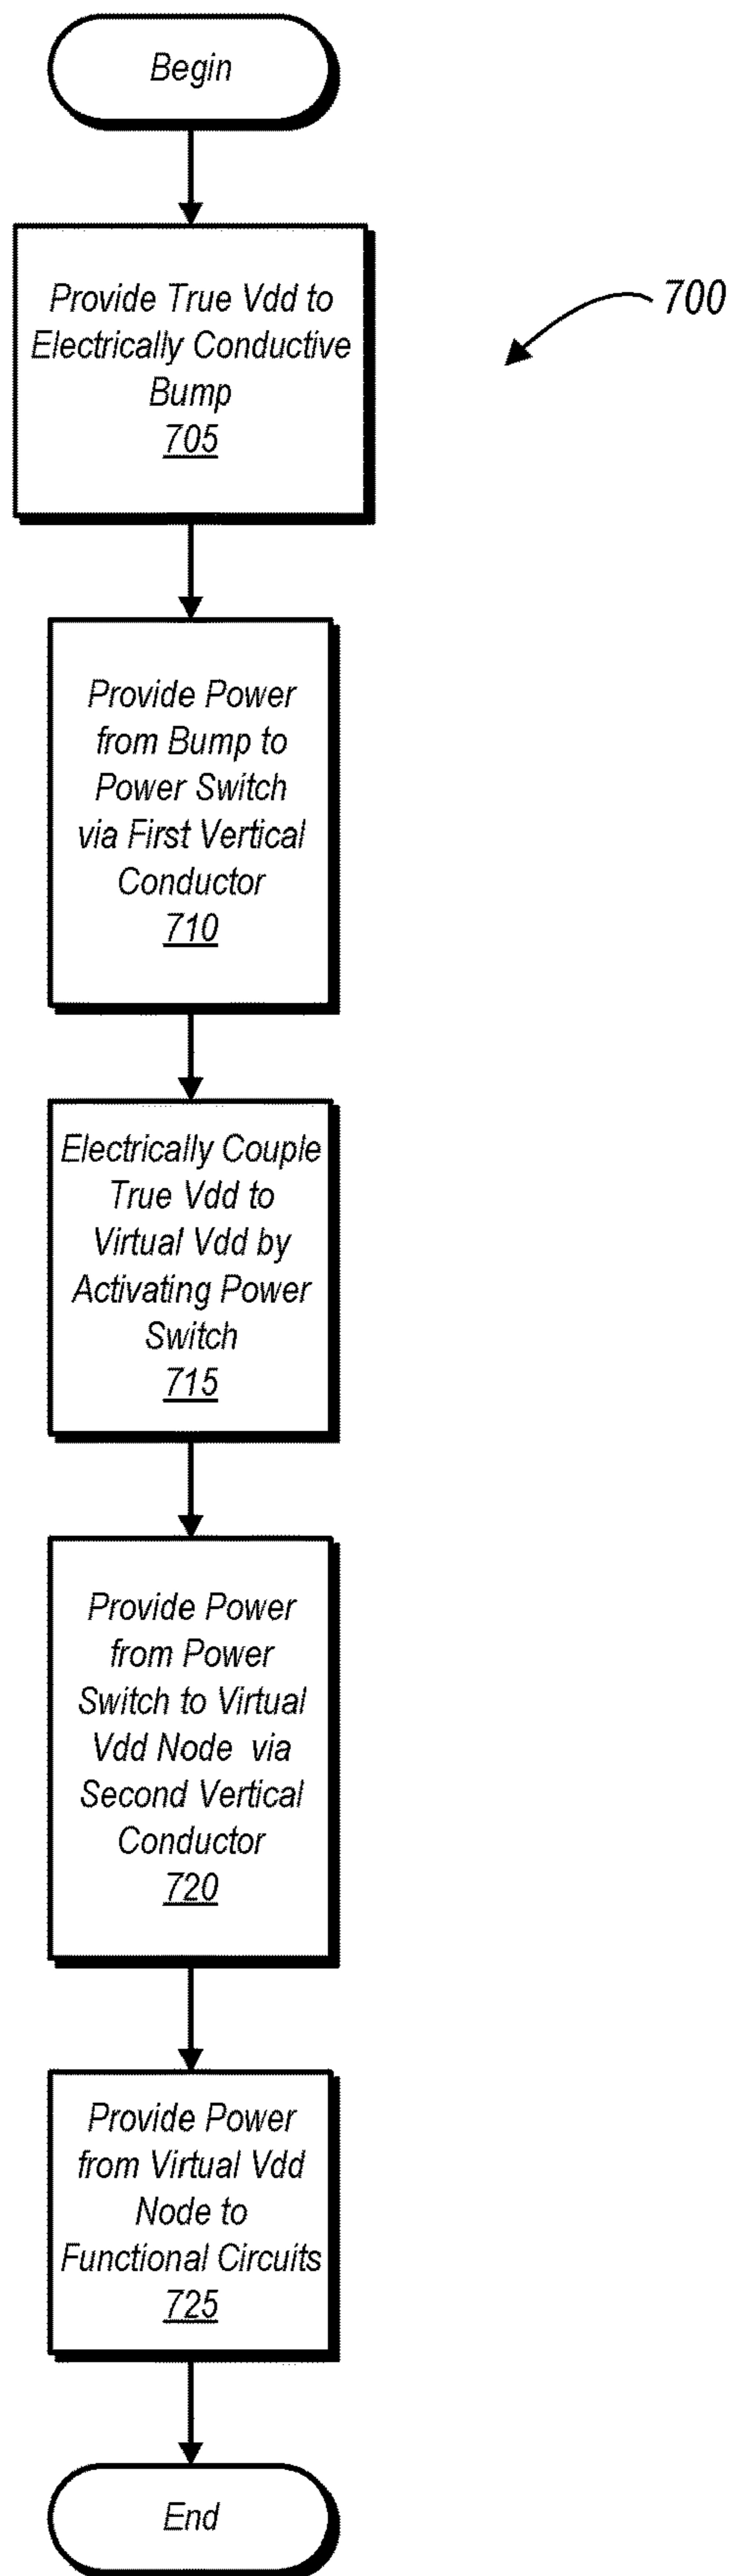 Begin
Provide True Vdd to
Electrically Conductive
Bump
705
700
Provide Power
from Bump to
Power Switch
via First Vertical
Conductor
710
Electrically Couple
True Vdd to
Virtual Vdd by
Activating Power
Switch
715
Provide Power
from Power
Switch to Virtual
Vdd Node via
Second Vertical
Conductor
720
Provide Power
from Virtual Vdd
Node to
Functional Circuits
725
End